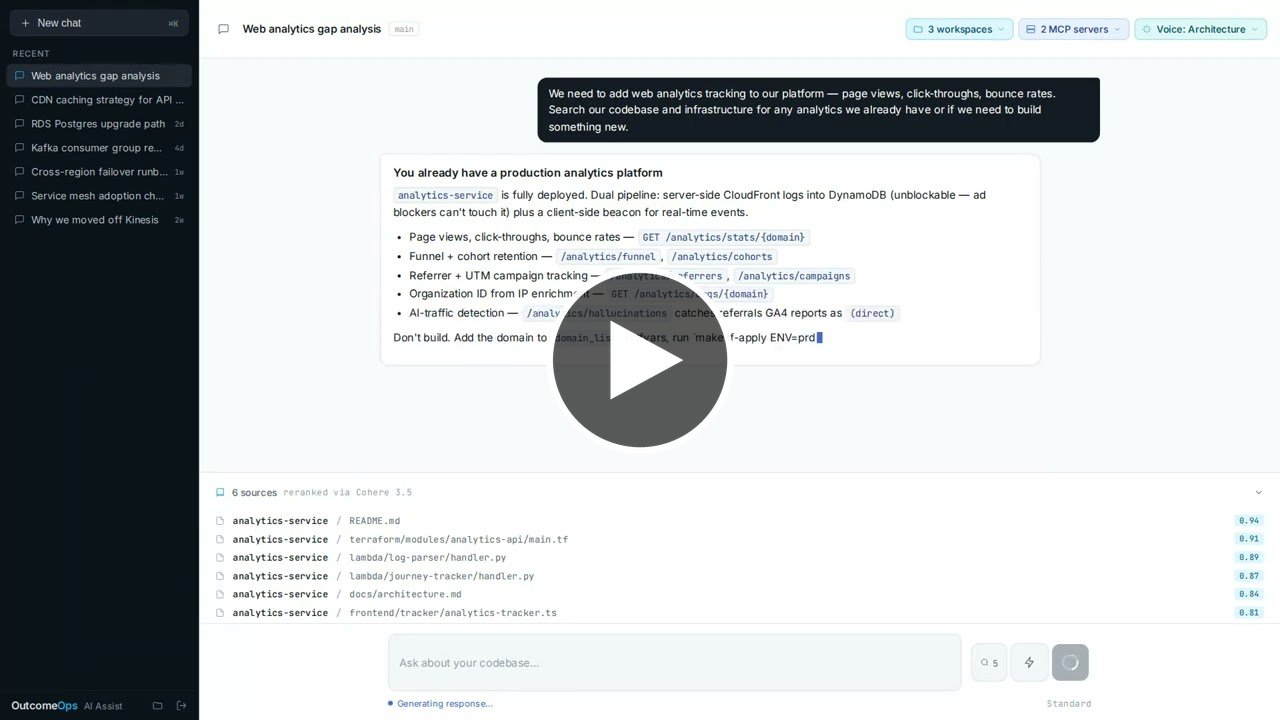 New chat
⌘K
RECENT
Web analytics gap analysis
CDN caching strategy for API ...
RDS Postgres upgrade path 2d
Kafka consumer group re... 4d
Cross-region failover runb... 1w
Service mesh adoption ch... 1w
Why we moved off Kinesis 2w
OutcomeOps AI Assist
Web analytics gap analysis main
3 workspaces
2 MCP servers
Voice: Architecture
We need to add web analytics tracking to our platform — page views, click-throughs, bounce rates.
Search our codebase and infrastructure for any analytics we already have or if we need to build
something new.
You already have a production analytics platform
analytics-service is fully deployed. Dual pipeline: server-side CloudFront logs into DynamoDB (unblockable — ad
blockers can't touch it) plus a client-side beacon for real-time events.
• Page views, click-throughs, bounce rates — GET /analytics/stats/{domain}
• Funnel + cohort retention — /analytics/funnel , /analytics/cohorts
• Referrer + UTM campaign tracking — , /analytics/campaigns
• Organization ID from IP enrichment — GET /analytics/ {domain}
• AI-traffic detection — /analytics/hallucinations catches referrals GA4 reports as (direct)
Don't build. Add the domain to run `make ENV=prd
6 sources reranked via Cohere 3.5
analytics-service / README.md 0.94
analytics-service / terraform/modules/analytics-api/main.tf 0.91
analytics-service / lambda/log-parser/handler.py 0.89
analytics-service / lambda/journey-tracker/handler.py 0.87
analytics-service / docs/architecture.md 0.84
analytics-service / frontend/tracker/analytics-tracker.ts 0.81
Ask about your codebase...
5
Generating response...
Standard